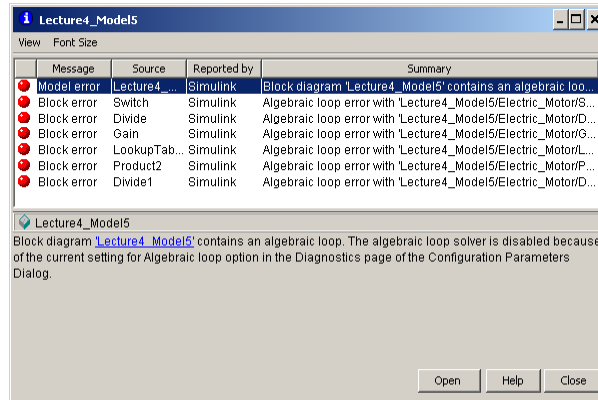 Lecture4_Model5
View Font Size
Message Source Reported by Summary
Model error Lecture4_... Simulink Block diagram 'Lecture4_Model5' contains an algebraic loo...
Block error Switch Simulink Algebraic loop error with 'Lecture4_Model5/Electric_Motor/S...
Block error Divide Simulink Algebraic loop error with 'Lecture4_Model5/Electric_Motor/D...
Block error Gain Simulink Algebraic loop error with 'Lecture4_Model5/Electric_Motor/G...
Block error LookupTab... Simulink Algebraic loop error with 'Lecture4_Model5/Electric_Motor/L...
Block error Product2 Simulink Algebraic loop error with 'Lecture4_Model5/Electric_Motor/P...
Block error Divide1 Simulink Algebraic loop error with 'Lecture4_Model5/Electric_Motor/D...
Lecture4_Model5
Block diagram 'Lecture4_Model5' contains an algebraic loop. The algebraic loop solver is disabled because
of the current setting for Algebraic loop option in the Diagnostics page of the Configuration Parameters
Dialog.
Open Help Close